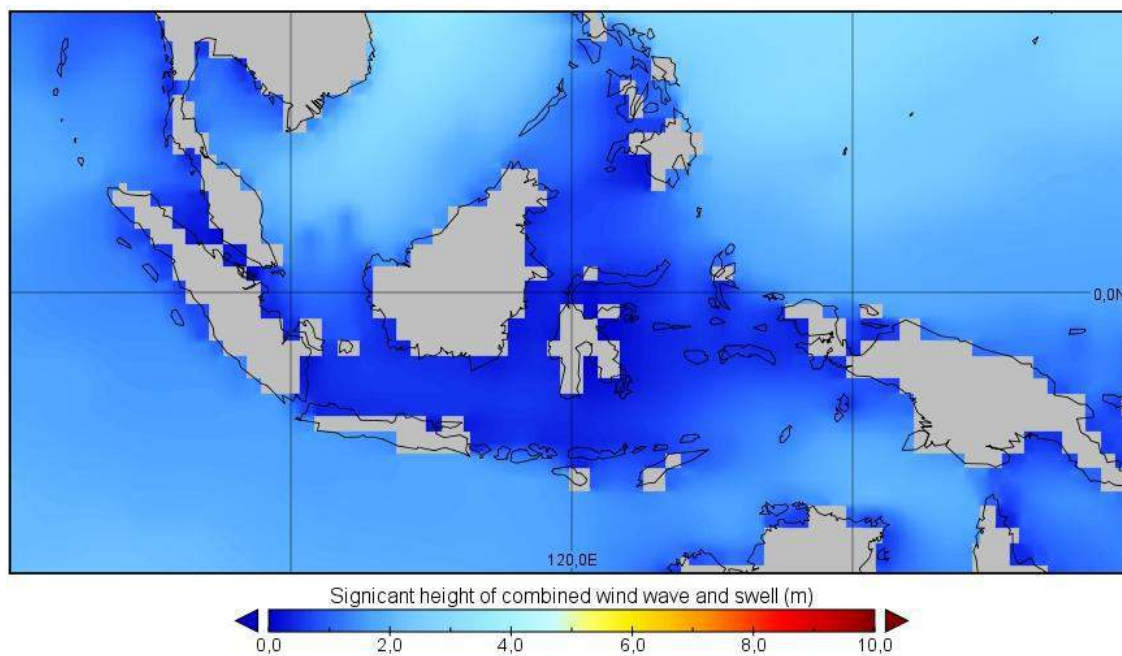 0,0N
120,0E
Signicant height of combined wind wave and swell (m)
0,0 2,0 4,0 6,0 8,0 10,0